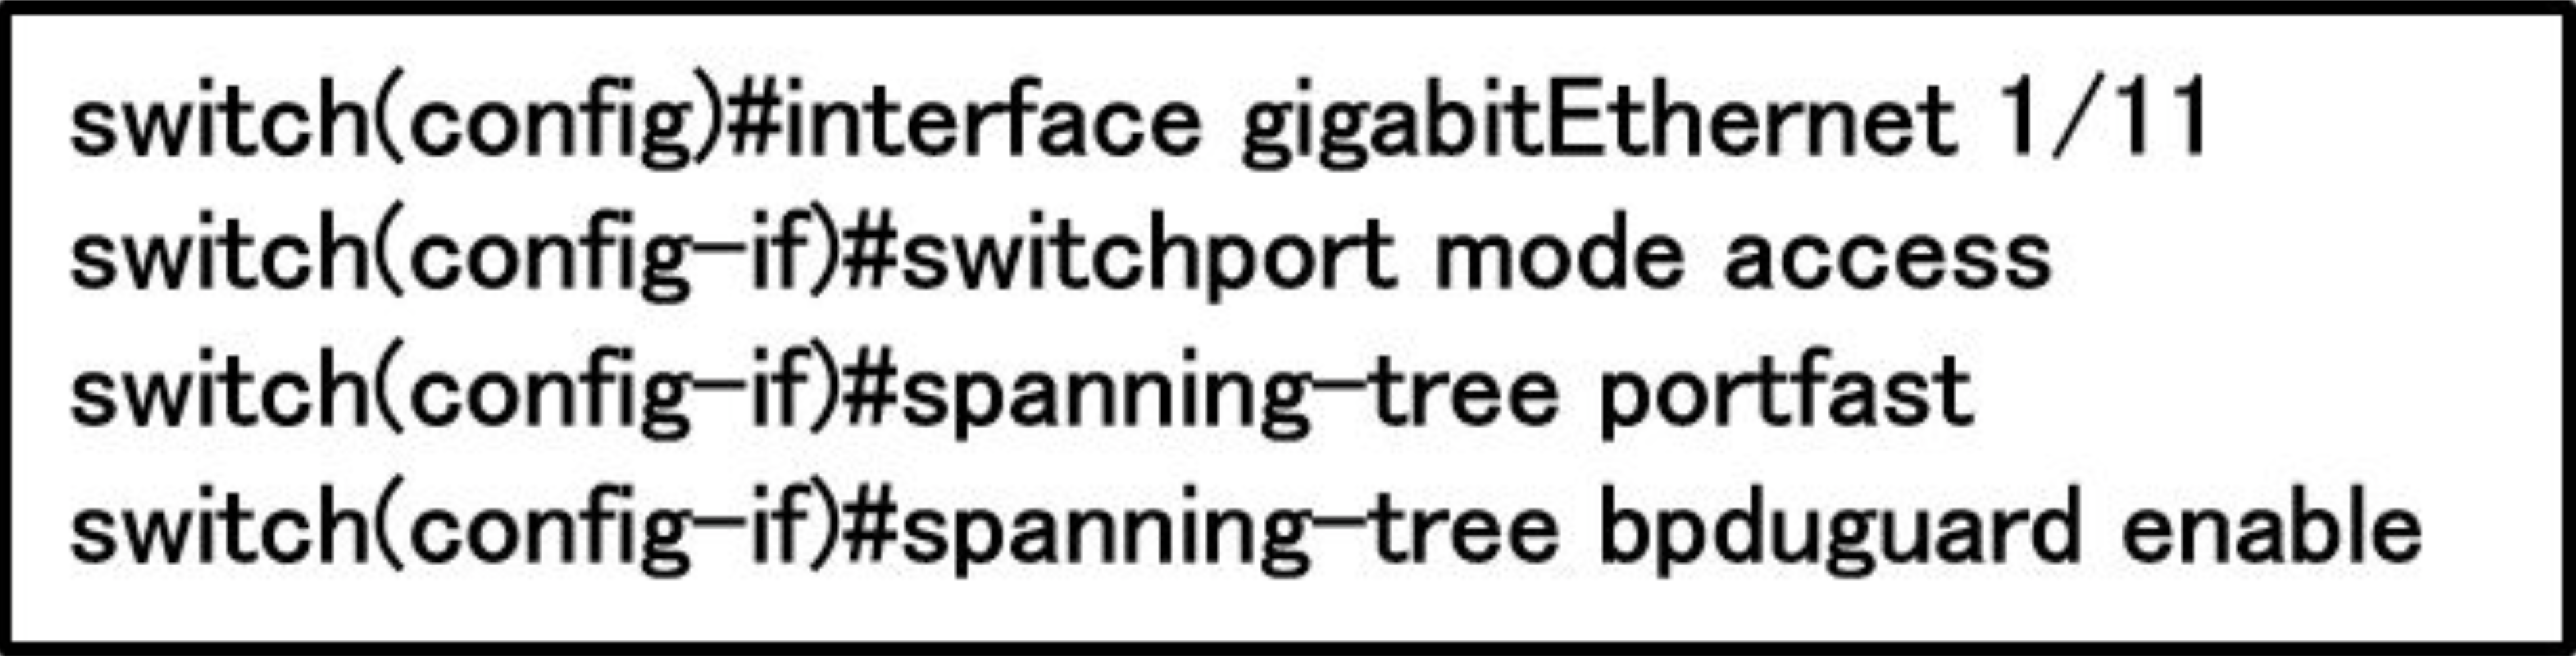 switch(config)#interface gigabitEthernet 1/11
switch(config-if)#switchport mode access
switch(config-if)#spanning-tree portfast
switch(config-if)#spanning-tree bpduguard enable